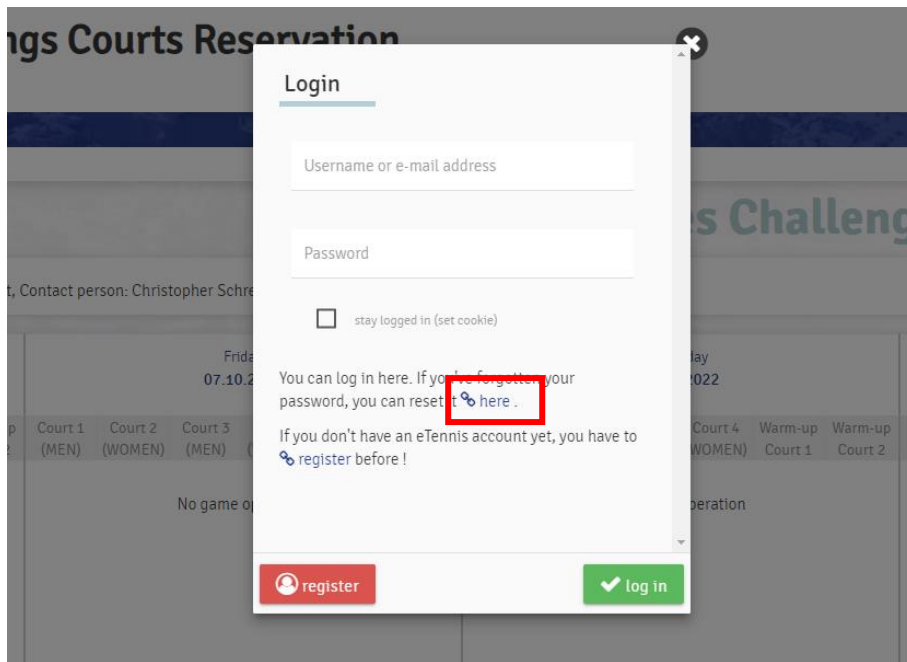 ngs Courts Reservation
Login
Username or e-mail address
s Challeng
Password
t, Contact person: Christopher Schre
stay logged in (set cookie)
Frida
07.10.2
day
2022
You can log in here. If you've forgotten your
password, you can reset it here .
If you don't have an eTennis account yet, you have to
register before !
Court 1 (MEN)
Court 2 (WOMEN)
Court 3 (MEN)
Court 4 WOMEN)
Warm-up Court 1
Warm-up Court 2
No game op
peration
register
log in